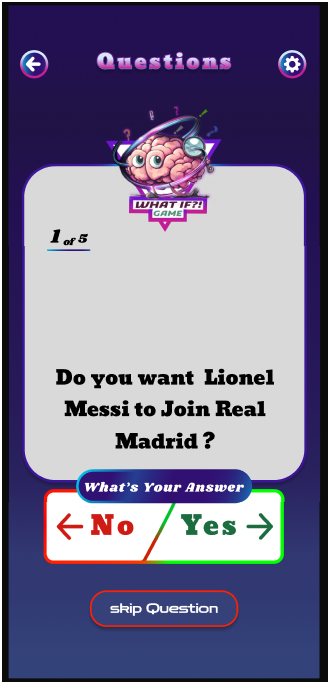 Questions
WHAT IF?!
GAME
1 of 5
Do you want Lionel
Messi to Join Real
Madrid ?
What's Your Answer
No
Yes
skip Question